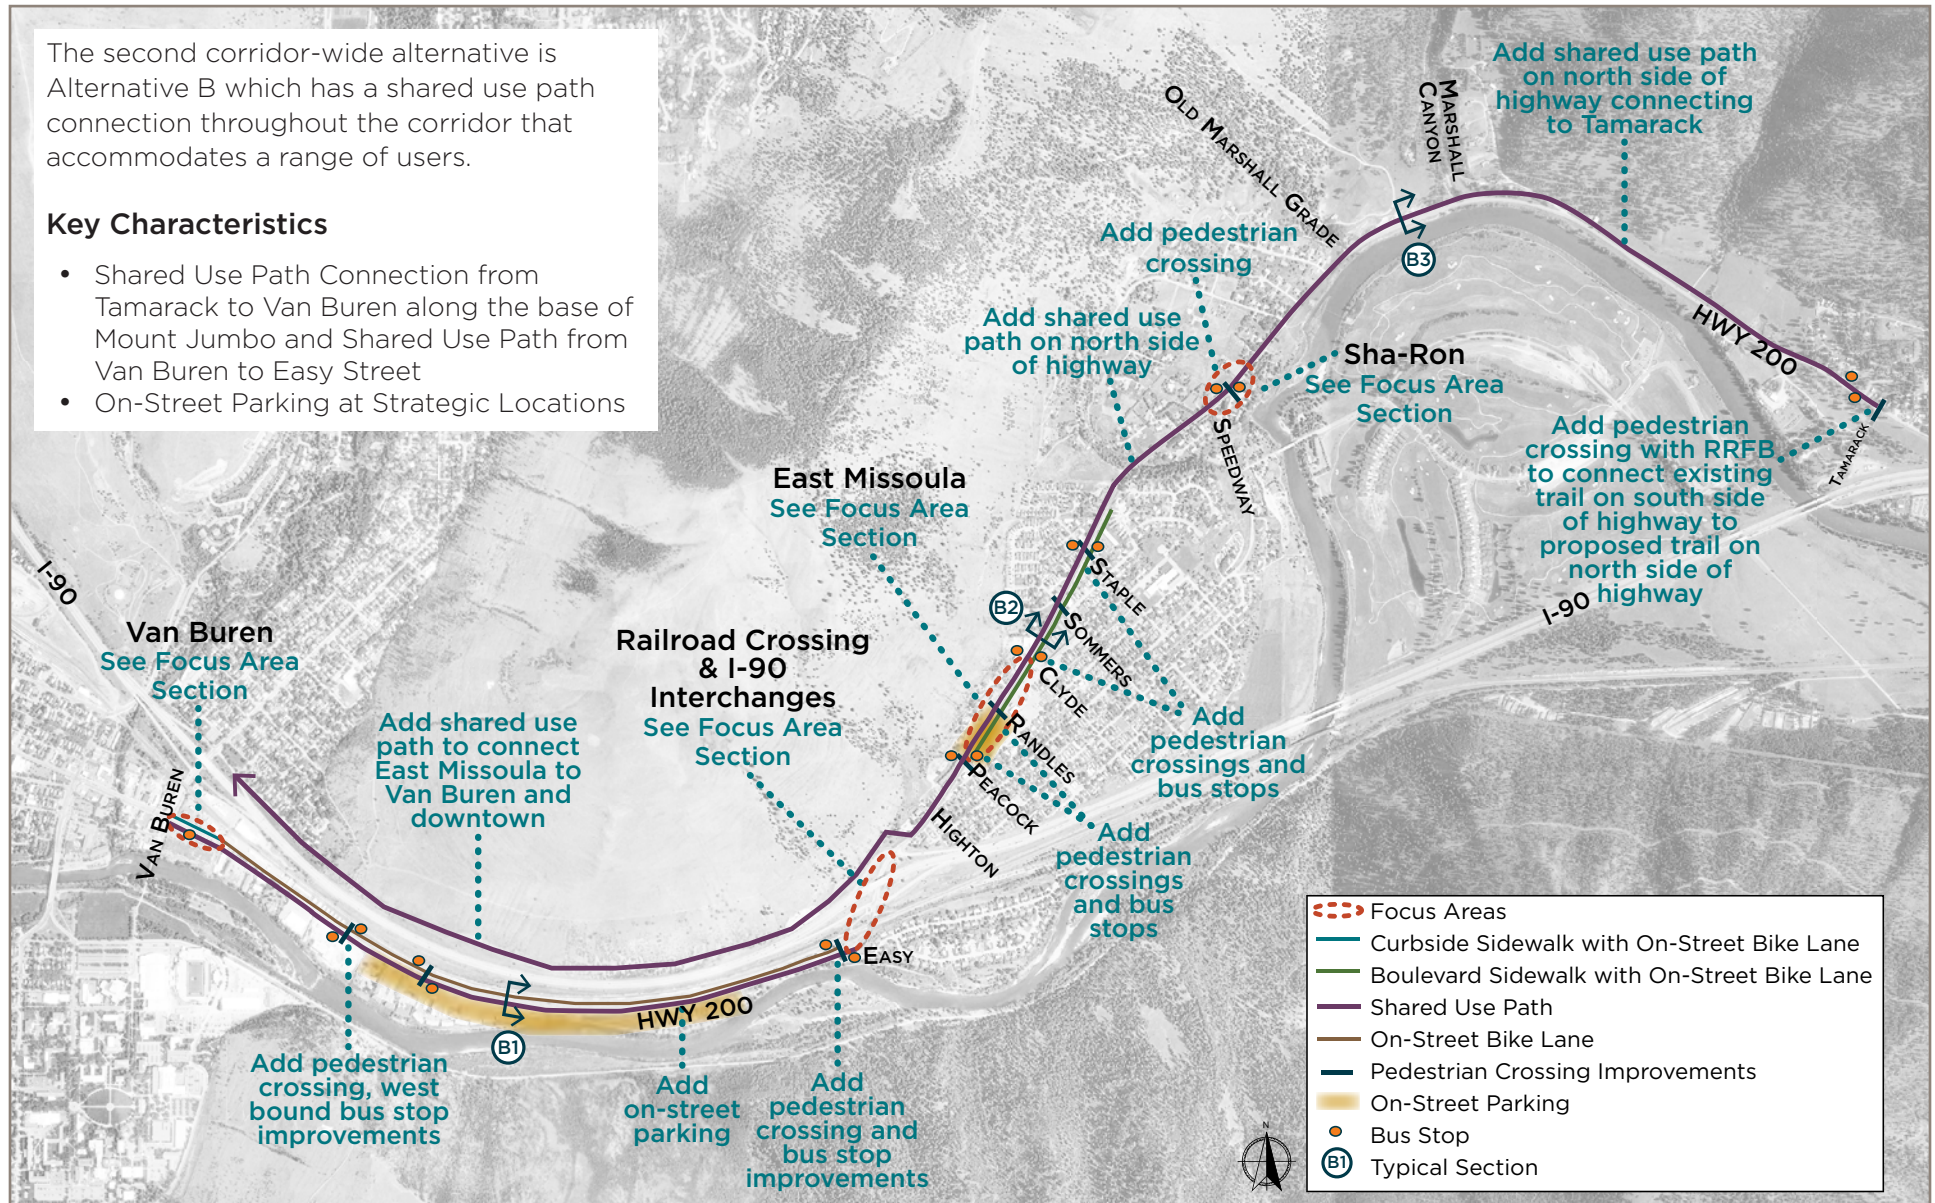 The second corridor-wide alternative is
Alternative B which has a shared use path
connection throughout the corridor that
accommodates a range of users.
Key Characteristics
• Shared Use Path Connection from
Tamarack to Van Buren along the base of
Mount Jumbo and Shared Use Path from
Van Buren to Easy Street
• On-Street Parking at Strategic Locations
Add shared use path
on north side of
highway connecting
to Tamarack
MARSHALL
CANYON
OLD MARSHALL GRADE
B3
Add pedestrian
crossing
Add shared use
path on north side
of highway
Sha-Ron
See Focus Area
Section
HWY 200
SPEEDWAY
TAMARACK
Add pedestrian
crossing with RRFB
to connect existing
trail on south side
of highway to
proposed trail on
north side of
highway
I-90
East Missoula
See Focus Area
Section
STAPLE
B2
SOMMERS
CLYDE
RANDLES
PEACOCK
HIGHTON
Add
pedestrian
crossings and
bus stops
Add
pedestrian
crossings
and bus
stops
I-90
Van Buren
See Focus Area
Section
Railroad Crossing
& I-90
Interchanges
See Focus Area
Section
Add shared use
path to connect
East Missoula to
Van Buren and
downtown
VAN BUREN
EASY
HWY 200
B1
Add pedestrian
crossing, west
bound bus stop
improvements
Add
on-street
parking
Add
pedestrian
crossing and
bus stop
improvements
N
Focus Areas
Curbside Sidewalk with On-Street Bike Lane
Boulevard Sidewalk with On-Street Bike Lane
Shared Use Path
On-Street Bike Lane
Pedestrian Crossing Improvements
On-Street Parking
Bus Stop
B1 Typical Section